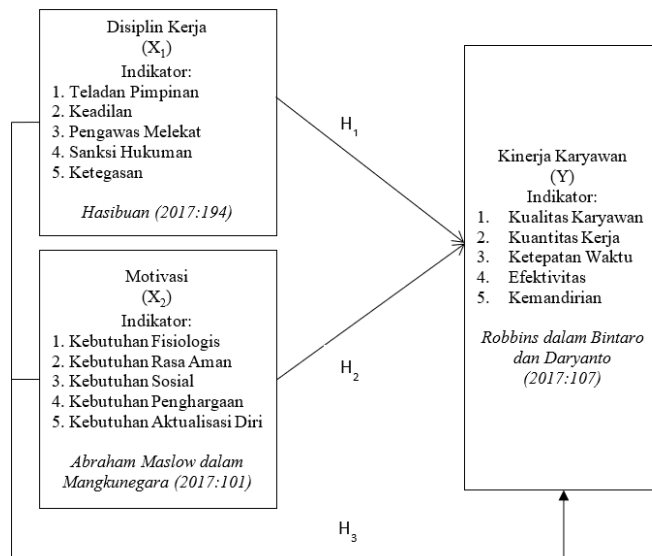 Disiplin Kerja
(X₁)
Indikator:
1. Teladan Pimpinan
2. Keadilan
3. Pengawas Melekat
4. Sanksi Hukuman
5. Ketegasan
Hasibuan (2017:194)
Motivasi
(X₂)
Indikator:
1. Kebutuhan Fisiologis
2. Kebutuhan Rasa Aman
3. Kebutuhan Sosial
4. Kebutuhan Penghargaan
5. Kebutuhan Aktualisasi Diri
Abraham Maslow dalam
Mangkunegara (2017:101)
H₁
H₂
H₃
Kinerja Karyawan
(Y)
Indikator:
1. Kualitas Karyawan
2. Kuantitas Kerja
3. Ketepatan Waktu
4. Efektivitas
5. Kemandirian
Robbins dalam Bintaro
dan Daryanto
(2017:107)